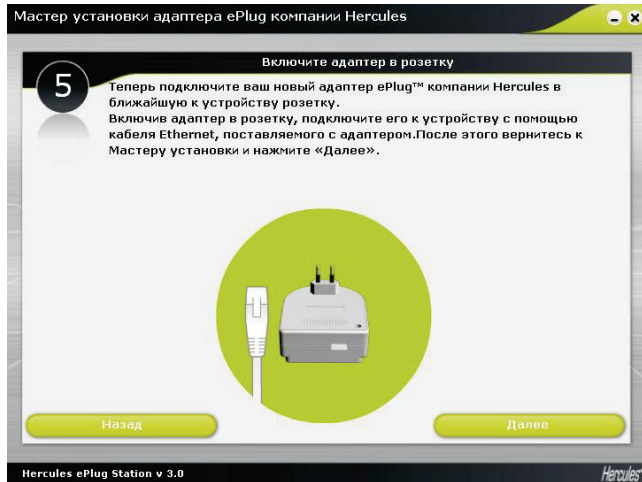 Мастер установки адаптера ePlug компании Hercules
Включите адаптер в розетку
5
Теперь подключите ваш новый адаптер ePlug™ компании Hercules в
ближайшую к устройству розетку.
Включив адаптер в розетку, подключите его к устройству с помощью
кабеля Ethernet, поставляемого с адаптером.После этого вернитесь к
Мастеру установки и нажмите «Далее».
Назад
Далее
Hercules ePlug Station v 3.0
Hercules